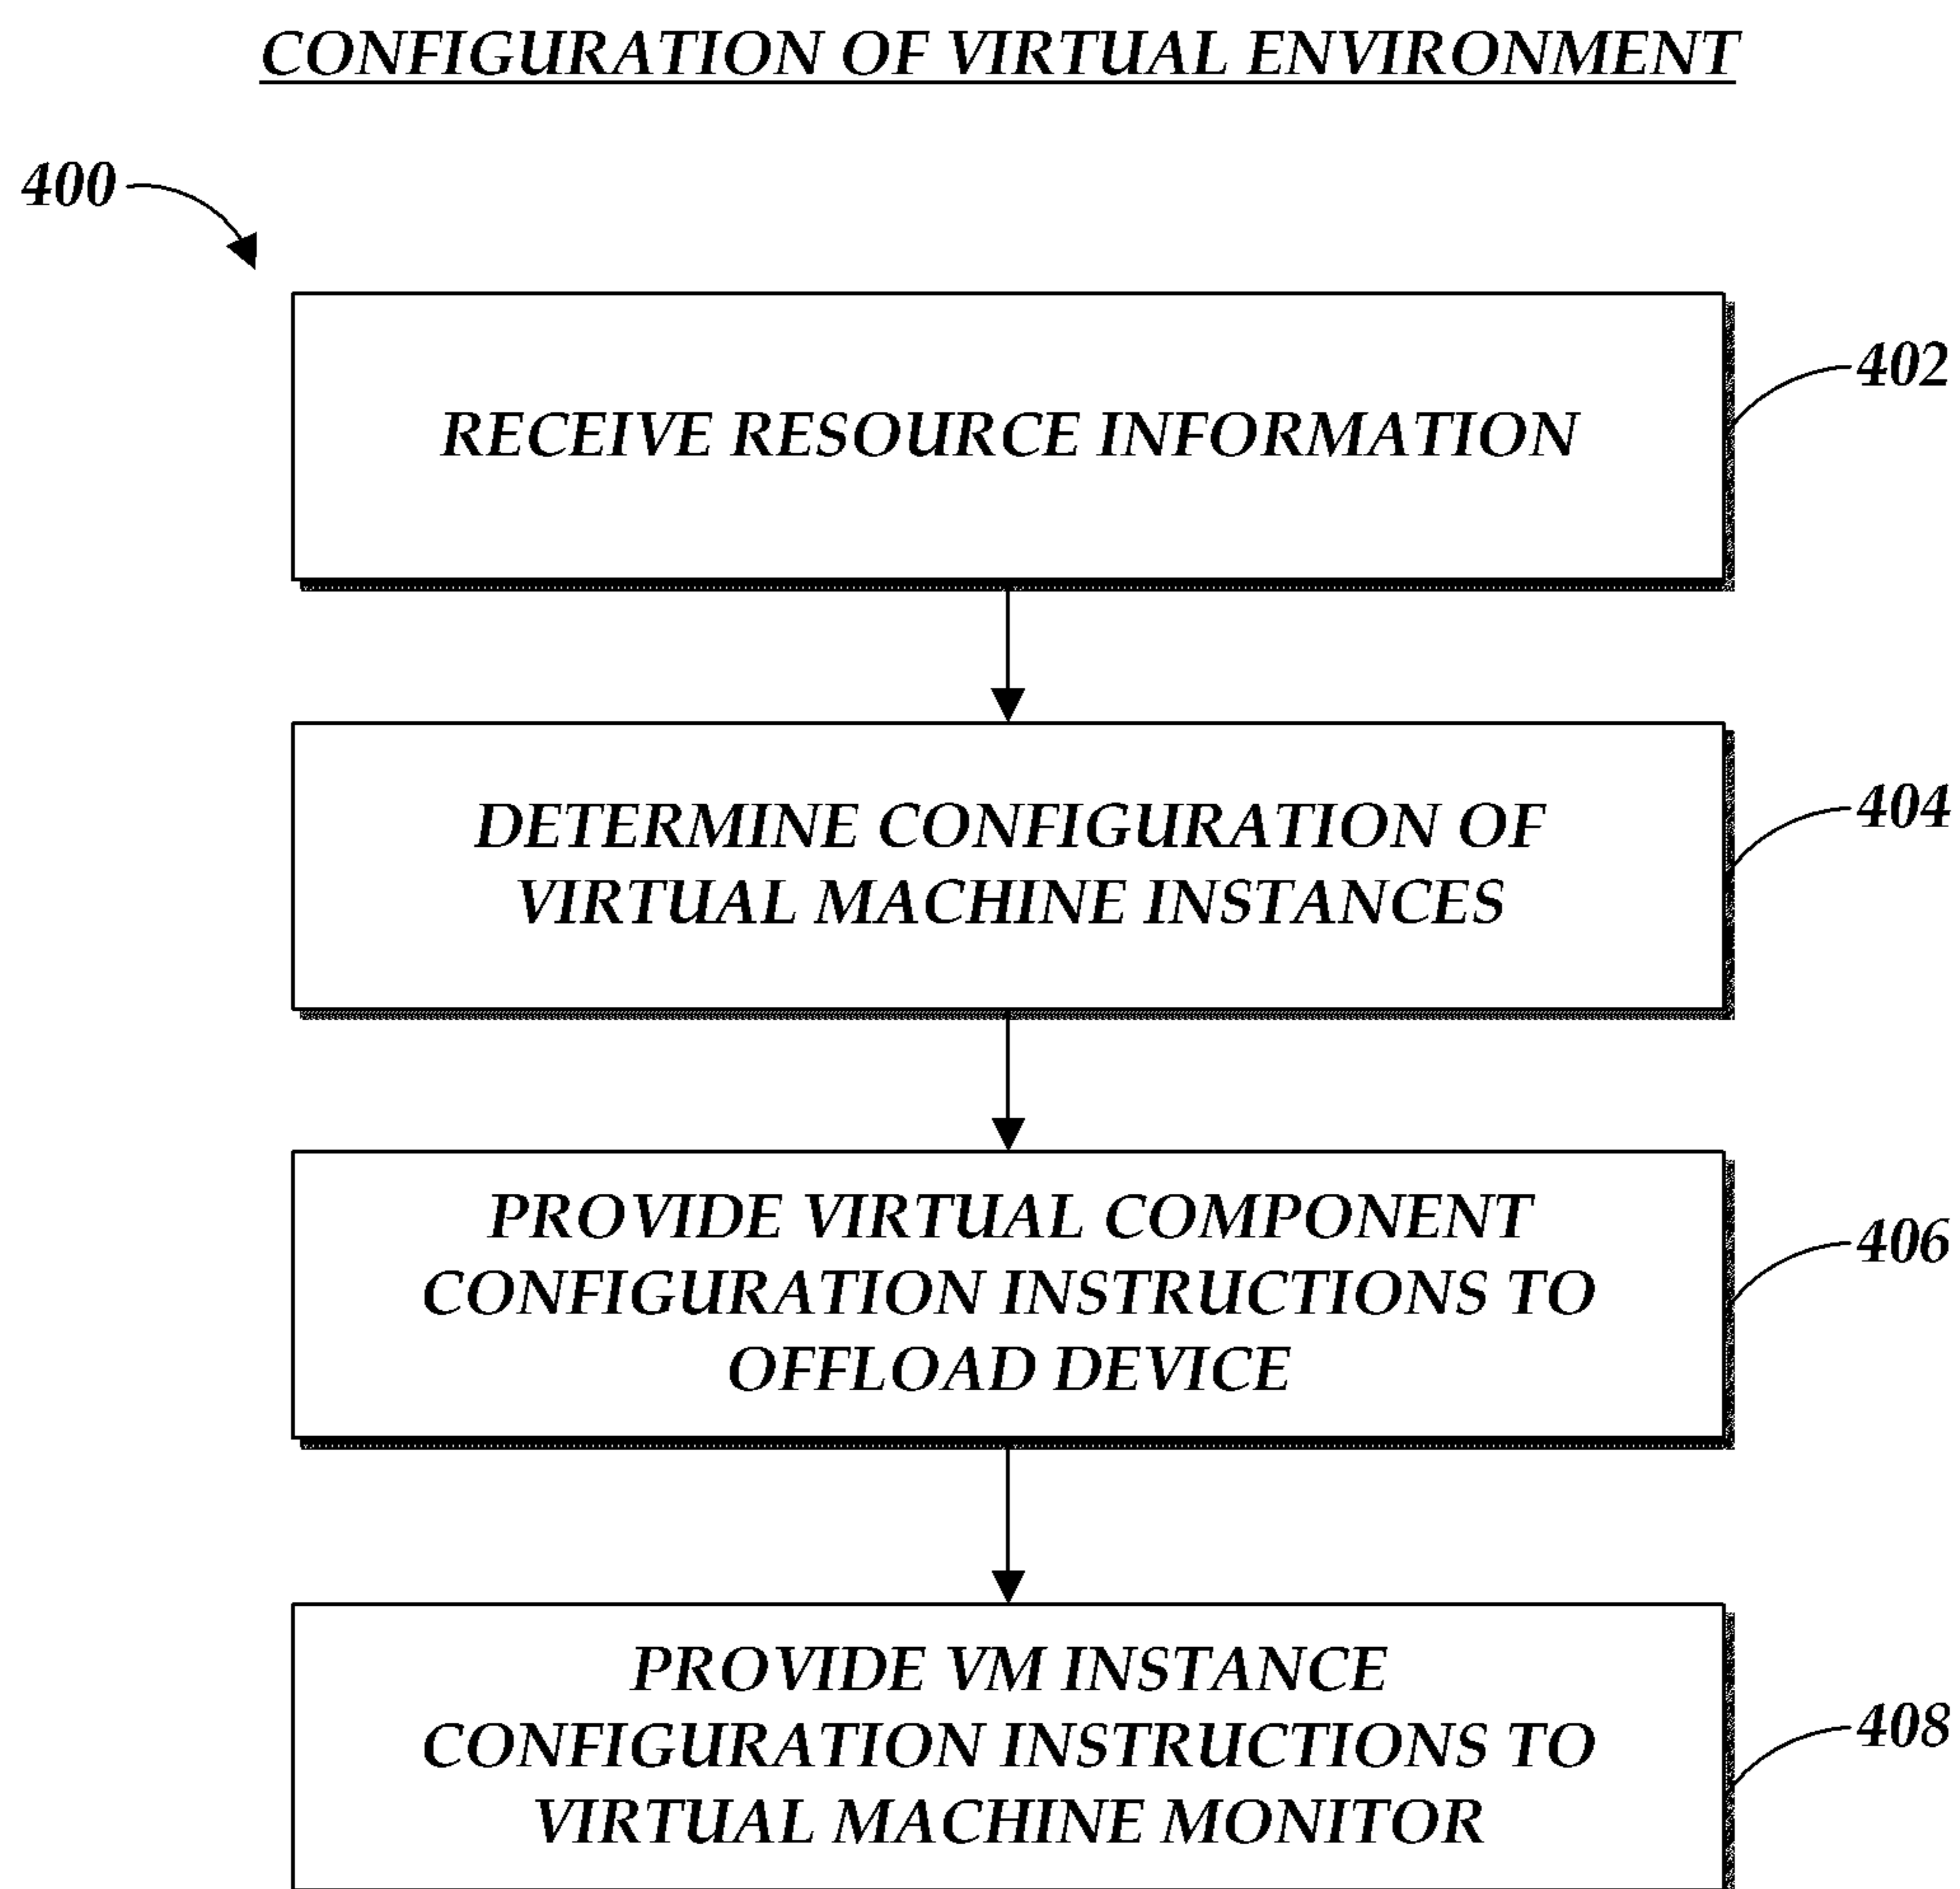 CONFIGURATION OF VIRTUAL ENVIRONMENT
400
RECEIVE RESOURCE INFORMATION
402
DETERMINE CONFIGURATION OF
VIRTUAL MACHINE INSTANCES
404
PROVIDE VIRTUAL COMPONENT
CONFIGURATION INSTRUCTIONS TO
OFFLOAD DEVICE
406
PROVIDE VM INSTANCE
CONFIGURATION INSTRUCTIONS TO
VIRTUAL MACHINE MONITOR
408